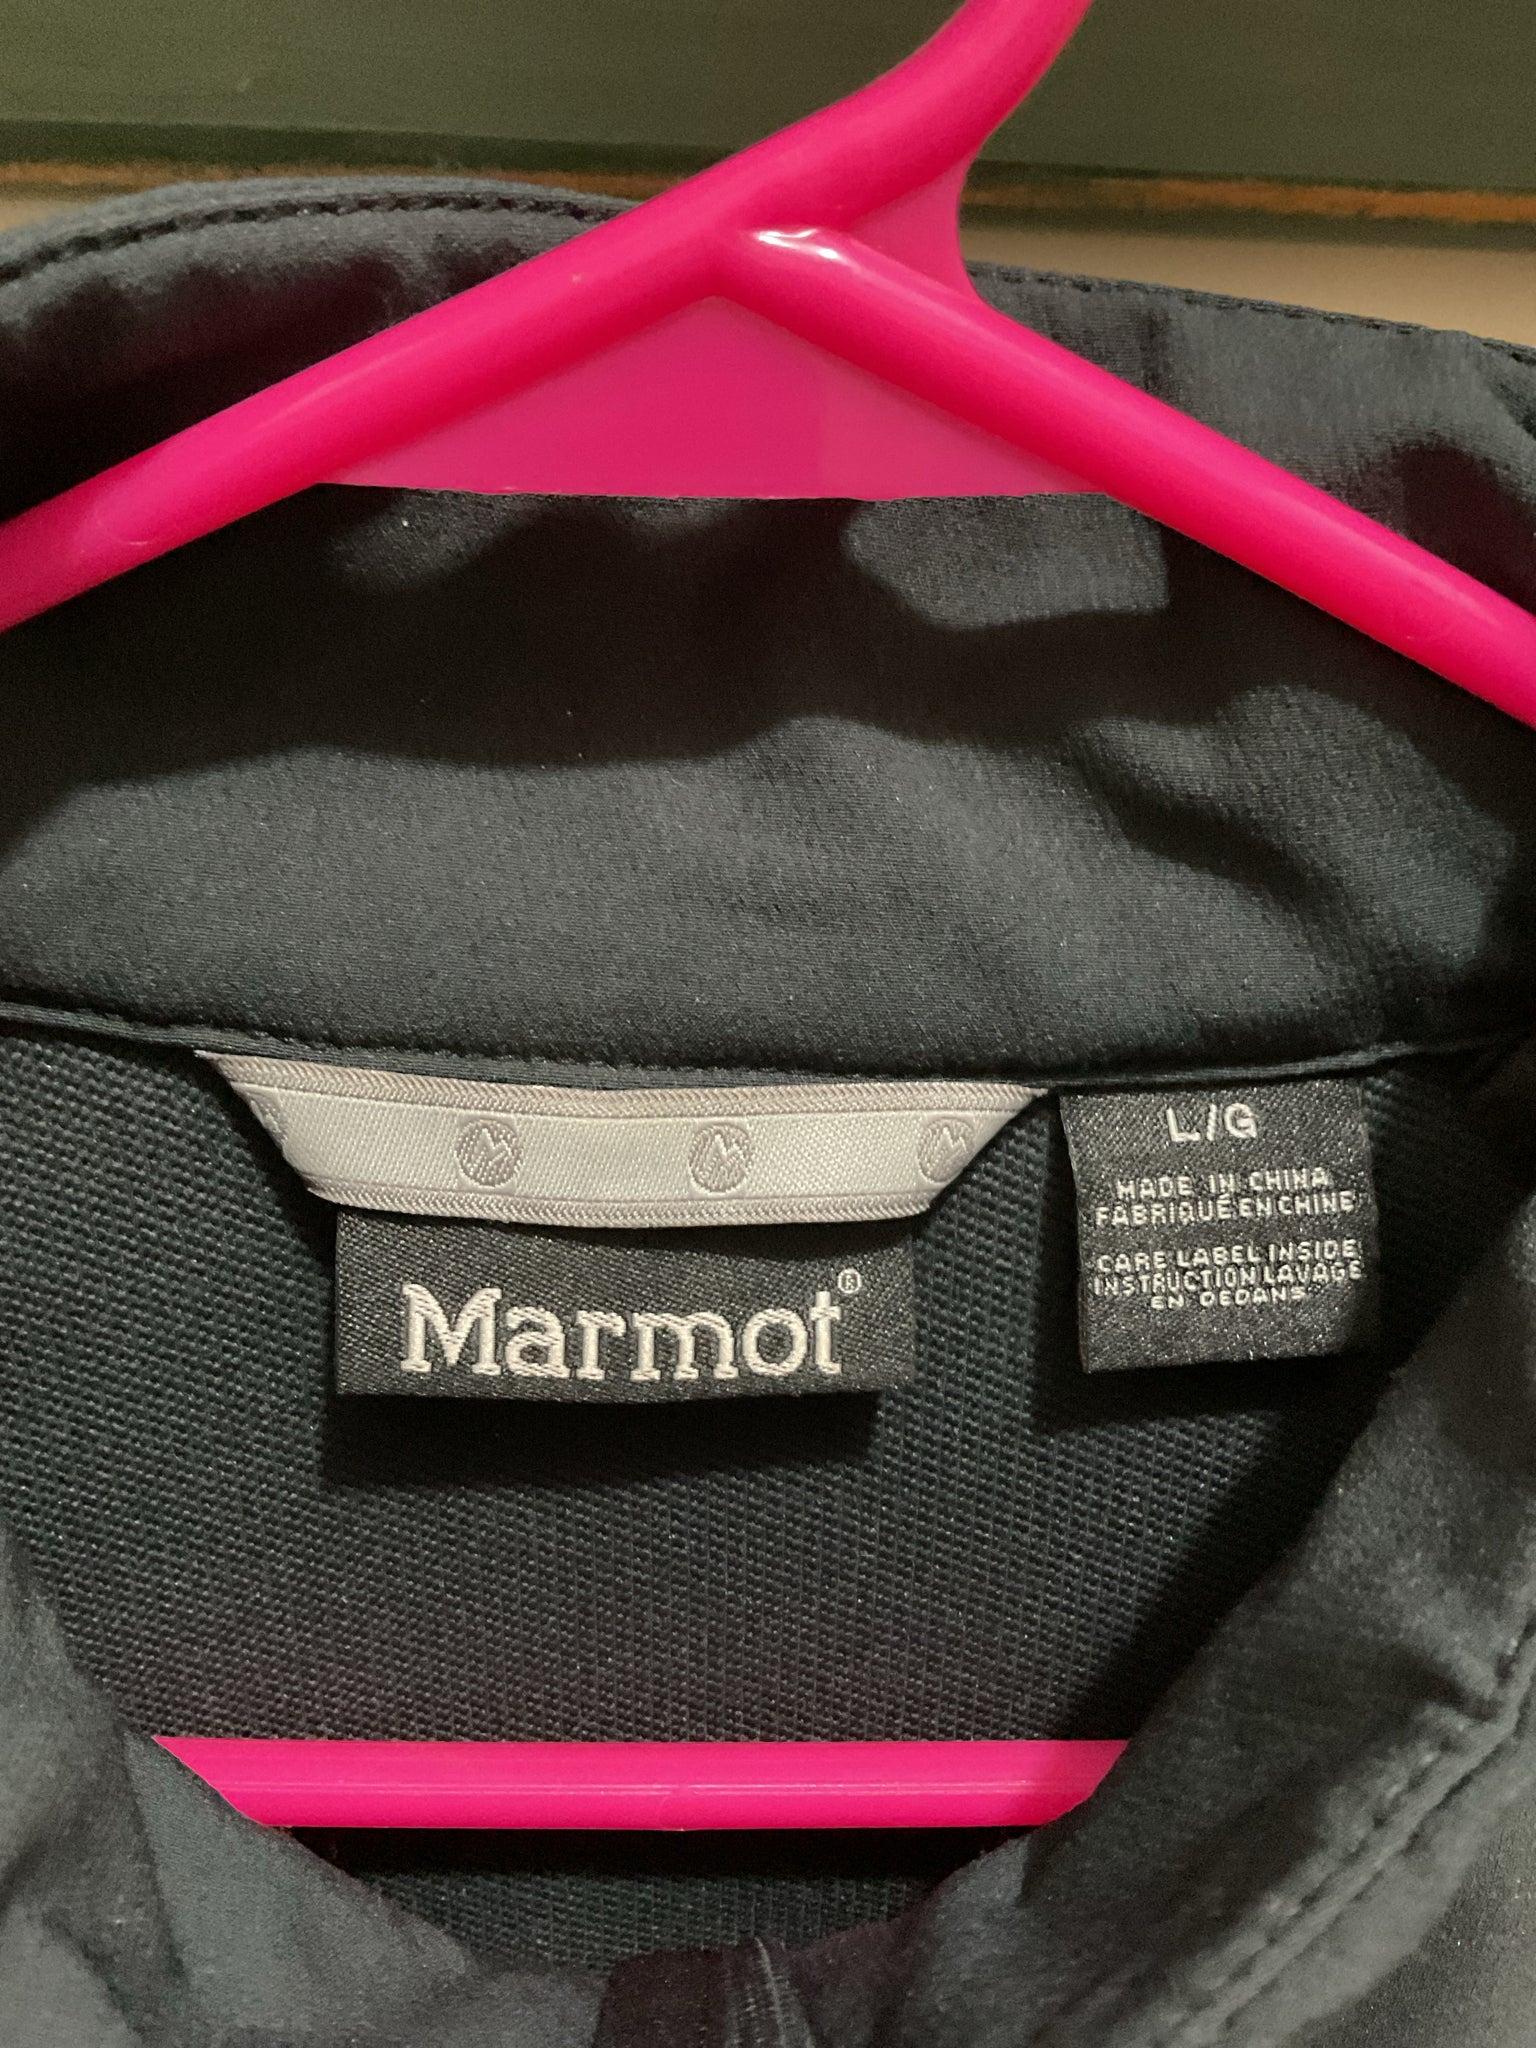 Marmot®
L/G
MADE IN CHINA
FABRIQUÉ EN CHINE
CARE LABEL INSIDE
INSTRUCTION LAVAGE
EN DEDANS